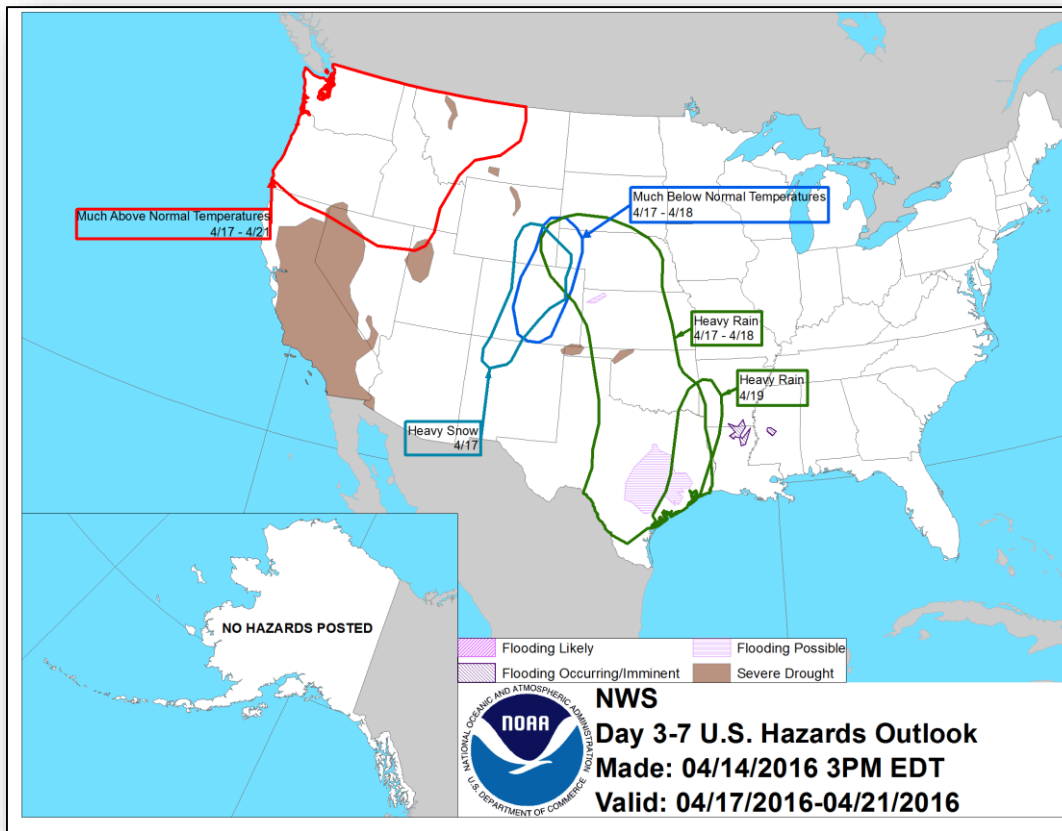 Much Above Normal Temperatures
4/17 - 4/21
Much Below Normal Temperatures
4/17 - 4/18
Heavy Rain
4/17 - 4/18
Heavy Rain
4/19
Heavy Snow
4/17
NO HAZARDS POSTED
Flooding Likely
Flooding Possible
Flooding Occurring/Imminent
Severe Drought
NATIONAL OCEANIC AND ATMOSPHERIC ADMINISTRATION
NOAA
U.S. DEPARTMENT OF COMMERCE
NWS
Day 3-7 U.S. Hazards Outlook
Made: 04/14/2016 3PM EDT
Valid: 04/17/2016-04/21/2016